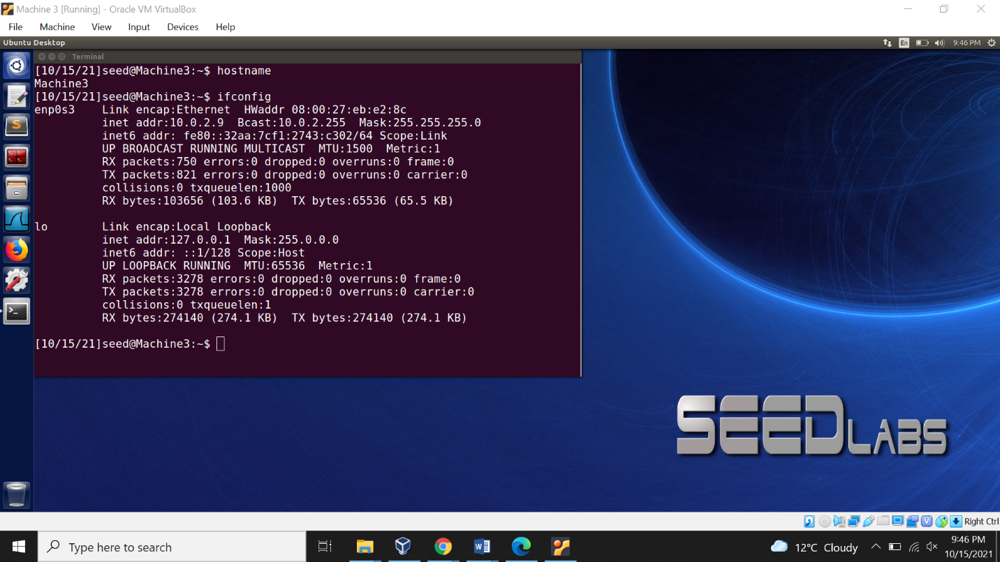 Machine 3 [Running] - Oracle VM VirtualBox
File Machine View Input Devices Help
Ubuntu Desktop En 9:46 PM
Terminal
[10/15/21]seed@Machine3:~$ hostname
Machine3
[10/15/21]seed@Machine3:~$ ifconfig
enp0s3    Link encap:Ethernet  HWaddr 08:00:27:eb:e2:8c
          inet addr:10.0.2.9  Bcast:10.0.2.255  Mask:255.255.255.0
          inet6 addr: fe80::32aa:7cf1:2743:c302/64 Scope:Link
          UP BROADCAST RUNNING MULTICAST  MTU:1500  Metric:1
          RX packets:750 errors:0 dropped:0 overruns:0 frame:0
          TX packets:821 errors:0 dropped:0 overruns:0 carrier:0
          collisions:0 txqueuelen:1000
          RX bytes:103656 (103.6 KB)  TX bytes:65536 (65.5 KB)
lo        Link encap:Local Loopback
          inet addr:127.0.0.1  Mask:255.0.0.0
          inet6 addr: ::1/128 Scope:Host
          UP LOOPBACK RUNNING  MTU:65536  Metric:1
          RX packets:3278 errors:0 dropped:0 overruns:0 frame:0
          TX packets:3278 errors:0 dropped:0 overruns:0 carrier:0
          collisions:0 txqueuelen:1
          RX bytes:274140 (274.1 KB)  TX bytes:274140 (274.1 KB)
[10/15/21]seed@Machine3:~$
SEEDLABS
Right Ctrl
Type here to search
12°C Cloudy
9:46 PM
10/15/2021